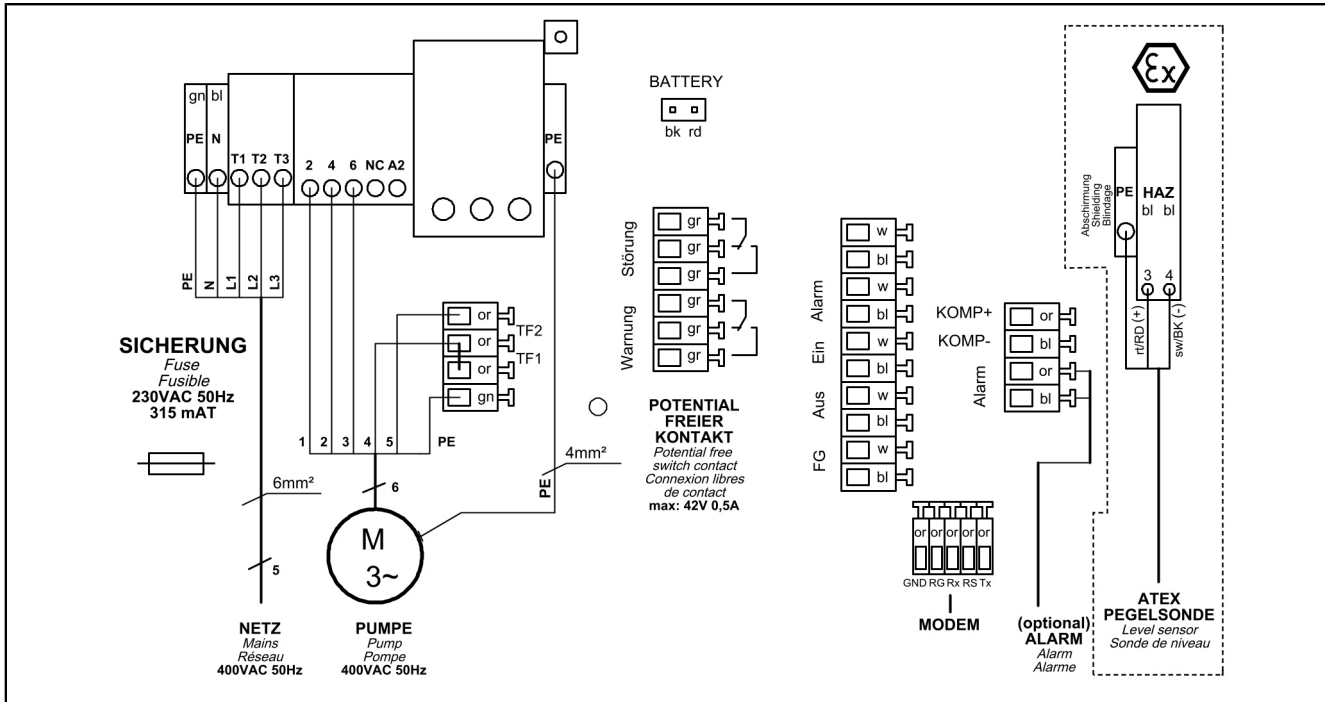 gn bl
PE N
T1 T2 T3
2 4 6 NC A2
PE
PE N L1 L2 L3
SICHERUNG
Fuse
Fusible
230VAC 50Hz
315 mAT
6mm²
5
NETZ
Mains
Réseau
400VAC 50Hz
or
or
or
gn
TF2
TF1
1 2 3 4 5 PE
6
M
3~
PUMPE
Pump
Pompe
400VAC 50Hz
PE
4mm²
BATTERY
bk rd
Störung
gr
gr
gr
Warnung
gr
gr
gr
POTENTIAL
FREIER
KONTAKT
Potential free
switch contact
Connexion libres
de contact
max: 42V 0,5A
w
bl
Alarm
w
bl
Ein
w
bl
Aus
w
bl
FG
w
bl
or or or or or
GND RG Rx RS Tx
MODEM
KOMP+ or
KOMP- bl
Alarm
or
bl
(optional)
ALARM
Alarm
Alarme
Ex
Abschirmung
Shielding
Blindage
PE
HAZ
bl bl
3 4
rt/RD (+)
sw/BK (-)
ATEX
PEGELSONDE
Level sensor
Sonde de niveau